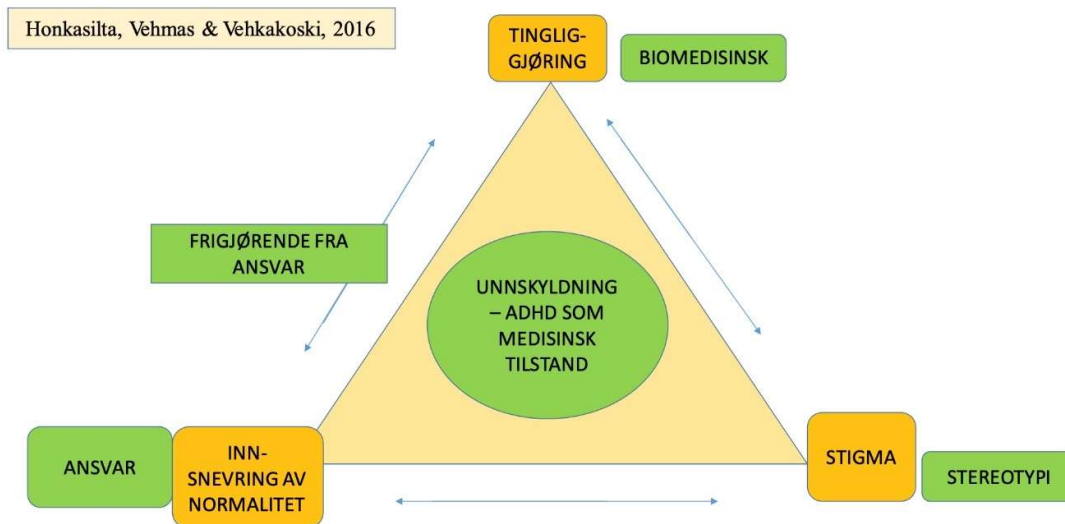 Honkasilta, Vehmas & Vehkakoski, 2016
TINGLIG-
GJØRING
BIOMEDISINSK
FRIGJØRENDE FRA
ANSVAR
UNNSKYLDNING
– ADHD SOM
MEDISINSK
TILSTAND
ANSVAR
INN-
SNEVRING AV
NORMALITET
STIGMA
STEREOTYPI